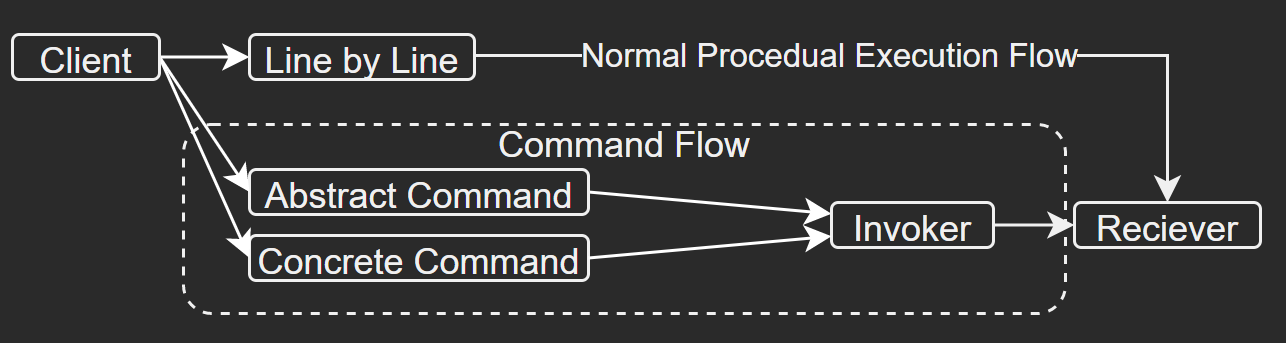 Client
Line by Line
Normal Procedual Execution Flow
Command Flow
Abstract Command
Concrete Command
Invoker
Reciever